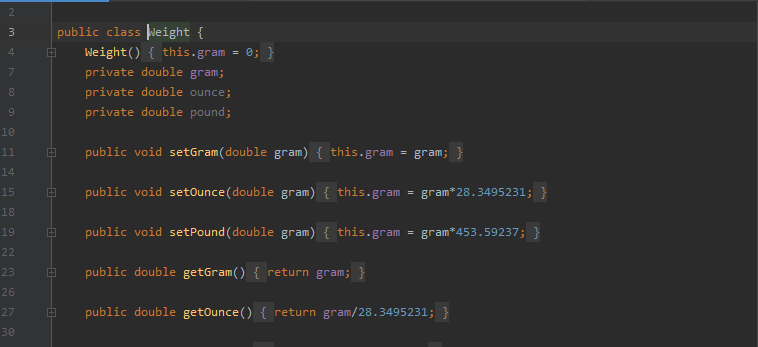 2
3 public class Weight {
4 Weight() { this.gram = 0; }
7 private double gram;
8 private double ounce;
9 private double pound;
10
11 public void setGram(double gram) { this.gram = gram; }
14
15 public void setOunce(double gram) { this.gram = gram*28.3495231; }
18
19 public void setPound(double gram) { this.gram = gram*453.59237; }
22
23 public double getGram() { return gram; }
26
27 public double getOunce() { return gram/28.3495231; }
30